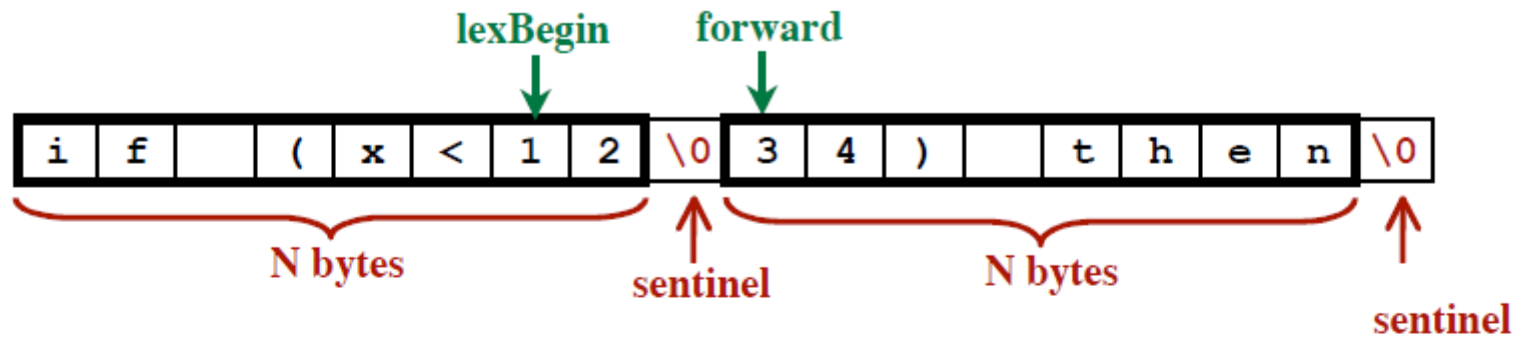 lexBegin forward
i f ( x < 1 2 \0 3 4 ) t h e n \0
N bytes sentinel N bytes sentinel